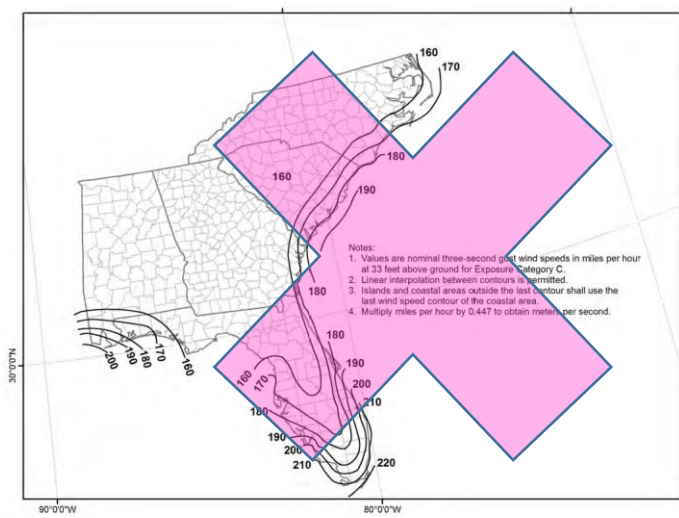 160
170
180
190
160
Notes:
1. Values are nominal three-second gust wind speeds in miles per hour
at 33 feet above ground for Exposure Category C.
2. Linear interpolation between contours is permitted.
3. Islands and coastal areas outside the last contour shall use the
last wind speed contour of the coastal area.
4. Multiply miles per hour by 0.447 to obtain meters per second.
180
180
190
200
210
160
170
180
190
200
160
170
180
190
200
210
220
30°0'0"N
90°0'0"W
80°0'0"W